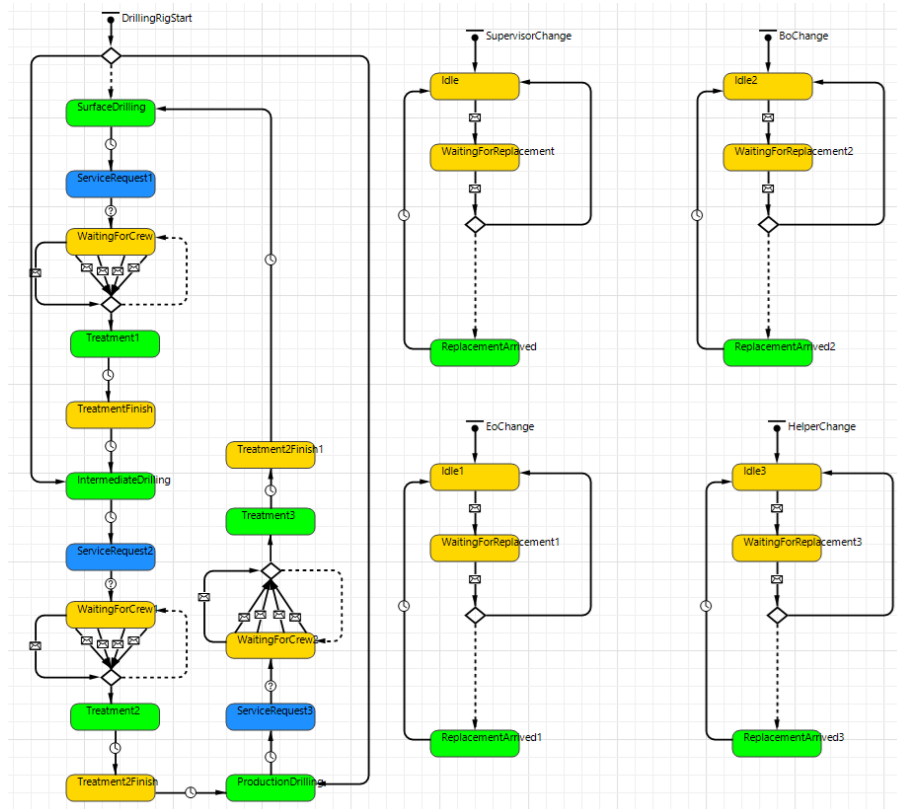 DrillingRigStart
SurfaceDrilling
ServiceRequest1
WaitingForCrew
Treatment1
TreatmentFinish
IntermediateDrilling
ServiceRequest2
WaitingForCrew1
Treatment2
Treatment2Finish
Treatment2Finish1
Treatment3
WaitingForCrew2
ServiceRequest3
ProductionDrilling
SupervisorChange
Idle
WaitingForReplacement
ReplacementArrived
BoChange
Idle2
WaitingForReplacement2
ReplacementArrived2
EoChange
Idle1
WaitingForReplacement1
ReplacementArrived1
HelperChange
Idle3
WaitingForReplacement3
ReplacementArrived3